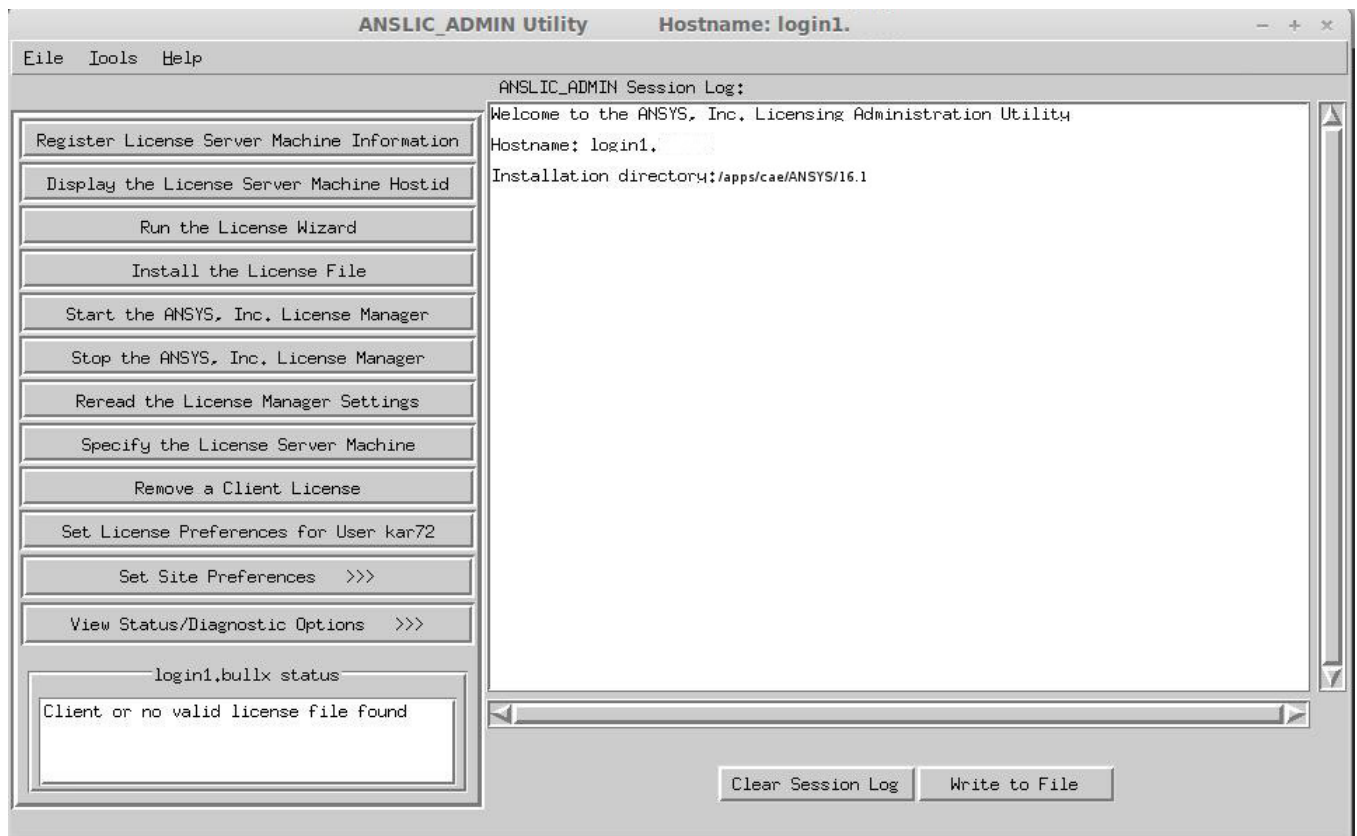 ANSLIC_ADMIN Utility Hostname: login1.
File Tools Help
ANSLIC_ADMIN Session Log:
Welcome to the ANSYS, Inc. Licensing Administration Utility
Hostname: login1.
Installation directory:/apps/cae/ANSYS/16.1
Register License Server Machine Information
Display the License Server Machine Hostid
Run the License Wizard
Install the License File
Start the ANSYS, Inc. License Manager
Stop the ANSYS, Inc. License Manager
Reread the License Manager Settings
Specify the License Server Machine
Remove a Client License
Set License Preferences for User kar72
Set Site Preferences >>>
View Status/Diagnostic Options >>>
login1.bullx status
Client or no valid license file found
Clear Session Log Write to File